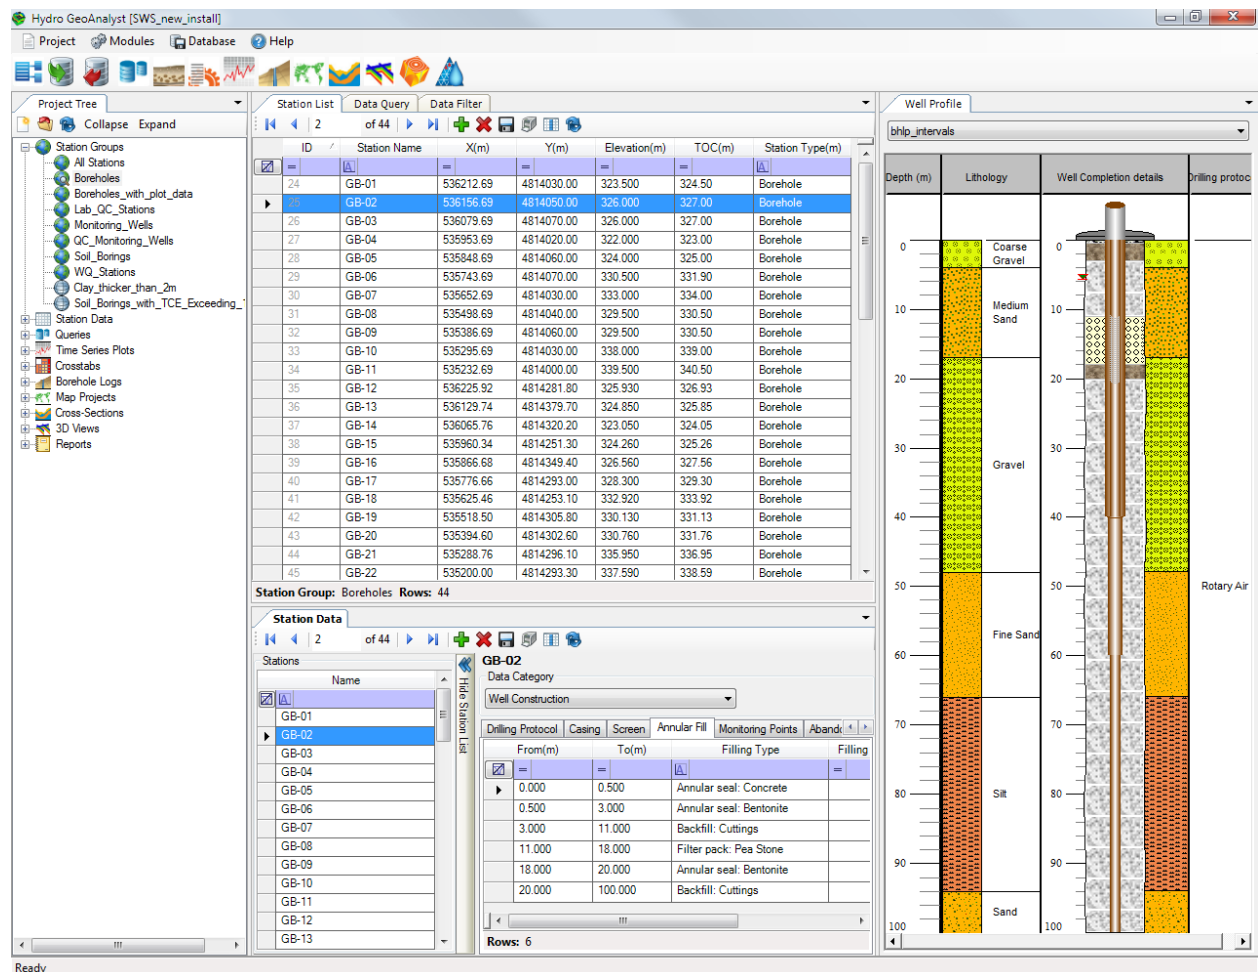 Hydro GeoAnalyst [SWS_new_install]
Project Modules Database Help
Project Tree
Collapse Expand
Station Groups
All Stations
Boreholes
Boreholes_with_plot_data
Lab_QC_Stations
Monitoring_Wells
QC_Monitoring_Wells
Soil_Borings
WQ_Stations
Clay_thicker_than_2m
Soil_Borings_with_TCE_Exceeding_
Station Data
Queries
Time Series Plots
Crosstabs
Borehole Logs
Map Projects
Cross-Sections
3D Views
Reports
Station List Data Query Data Filter
2 of 44
ID Station Name X(m) Y(m) Elevation(m) TOC(m) Station Type(m)
= A = = = = A
24 GB-01 536212.69 4814030.00 323.500 324.50 Borehole
25 GB-02 536156.69 4814050.00 326.000 327.00 Borehole
26 GB-03 536079.69 4814070.00 326.000 327.00 Borehole
27 GB-04 535953.69 4814020.00 322.000 323.00 Borehole
28 GB-05 535848.69 4814060.00 324.000 325.00 Borehole
29 GB-06 535743.69 4814070.00 330.500 331.90 Borehole
30 GB-07 535652.69 4814030.00 333.000 334.00 Borehole
31 GB-08 535498.69 4814040.00 329.500 330.50 Borehole
32 GB-09 535386.69 4814060.00 329.500 330.50 Borehole
33 GB-10 535295.69 4814030.00 338.000 339.00 Borehole
34 GB-11 535232.69 4814000.00 339.500 340.50 Borehole
35 GB-12 536225.92 4814281.80 325.930 326.93 Borehole
36 GB-13 536129.74 4814379.70 324.850 325.85 Borehole
37 GB-14 536065.76 4814320.20 323.050 324.05 Borehole
38 GB-15 535960.34 4814251.30 324.260 325.26 Borehole
39 GB-16 535866.68 4814349.40 326.560 327.56 Borehole
40 GB-17 535776.66 4814293.00 328.300 329.30 Borehole
41 GB-18 535625.46 4814253.10 332.920 333.92 Borehole
42 GB-19 535518.50 4814305.80 330.130 331.13 Borehole
43 GB-20 535394.60 4814302.60 330.760 331.76 Borehole
44 GB-21 535288.76 4814296.10 335.950 336.95 Borehole
45 GB-22 535200.00 4814293.30 337.590 338.59 Borehole
Station Group: Boreholes Rows: 44
Station Data
2 of 44
Stations
Name
A
GB-01
GB-02
GB-03
GB-04
GB-05
GB-06
GB-07
GB-08
GB-09
GB-10
GB-11
GB-12
GB-13
Hide Station List
GB-02
Data Category
Well Construction
Drilling Protocol Casing Screen Annular Fill Monitoring Points Aband
From(m) To(m) Filling Type Filling
= = A =
0.000 0.500 Annular seal: Concrete
0.500 3.000 Annular seal: Bentonite
3.000 11.000 Backfill: Cuttings
11.000 18.000 Filter pack: Pea Stone
18.000 20.000 Annular seal: Bentonite
20.000 100.000 Backfill: Cuttings
Rows: 6
Well Profile
bhlp_intervals
Depth (m) Lithology Well Completion details Drilling protoc
0 Coarse 0
Gravel
Medium
10 Sand 10
20 20
30 30
Gravel
40 40
50 50 Rotary Air
Fine Sand
60 60
70 70
80 Silt 80
90 90
Sand
100 100
Ready